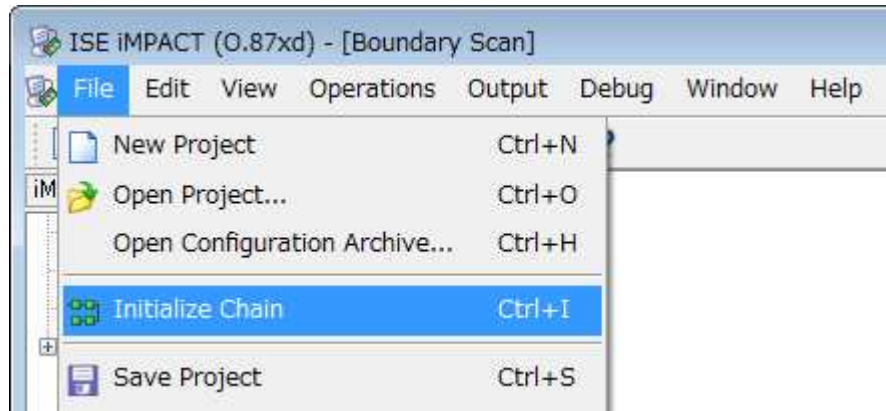 ISE iMPACT (O.87xd) - [Boundary Scan]
File Edit View Operations Output Debug Window Help
New Project Ctrl+N
iM
Open Project... Ctrl+O
Open Configuration Archive... Ctrl+H
Initialize Chain Ctrl+I
Save Project Ctrl+S